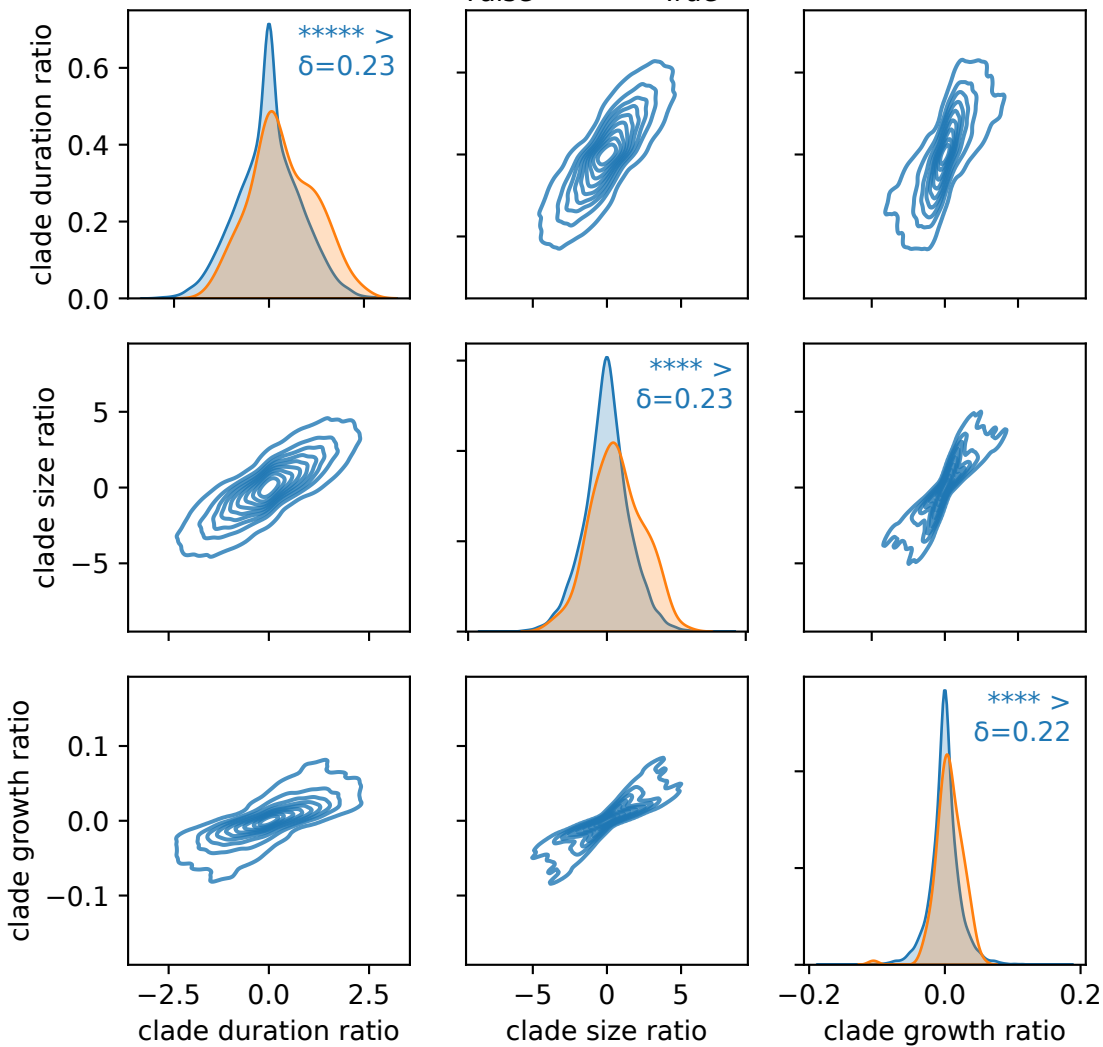 clade duration ratio
0.6
0.4
0.2
0.0
***** >
δ=0.23
clade size ratio
5
0
−5
**** >
δ=0.23
clade growth ratio
0.1
0.0
−0.1
**** >
δ=0.22
−2.5 0.0 2.5
−5 0 5
−0.2 0.0 0.2
clade duration ratio
clade size ratio
clade growth ratio